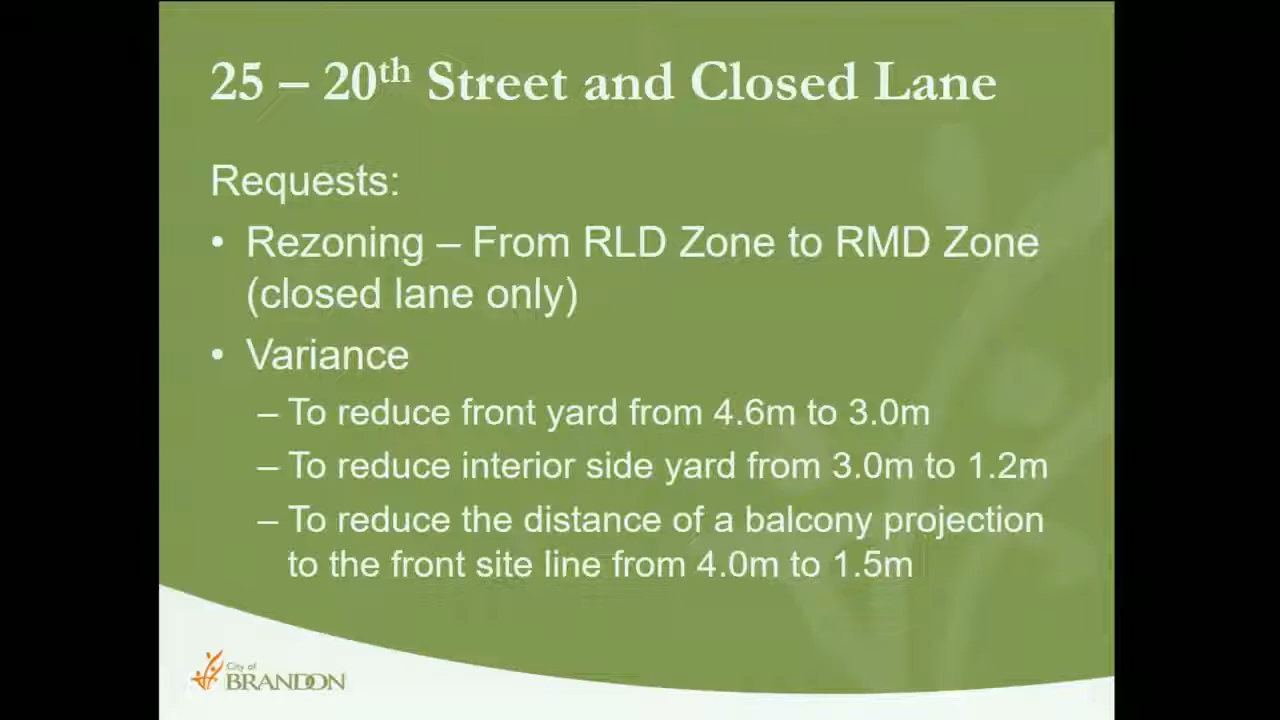 25 – 20th Street and Closed Lane
Requests:
• Rezoning – From RLD Zone to RMD Zone
(closed lane only)
• Variance
– To reduce front yard from 4.6m to 3.0m
– To reduce interior side yard from 3.0m to 1.2m
– To reduce the distance of a balcony projection
to the front site line from 4.0m to 1.5m
City of
BRANDON